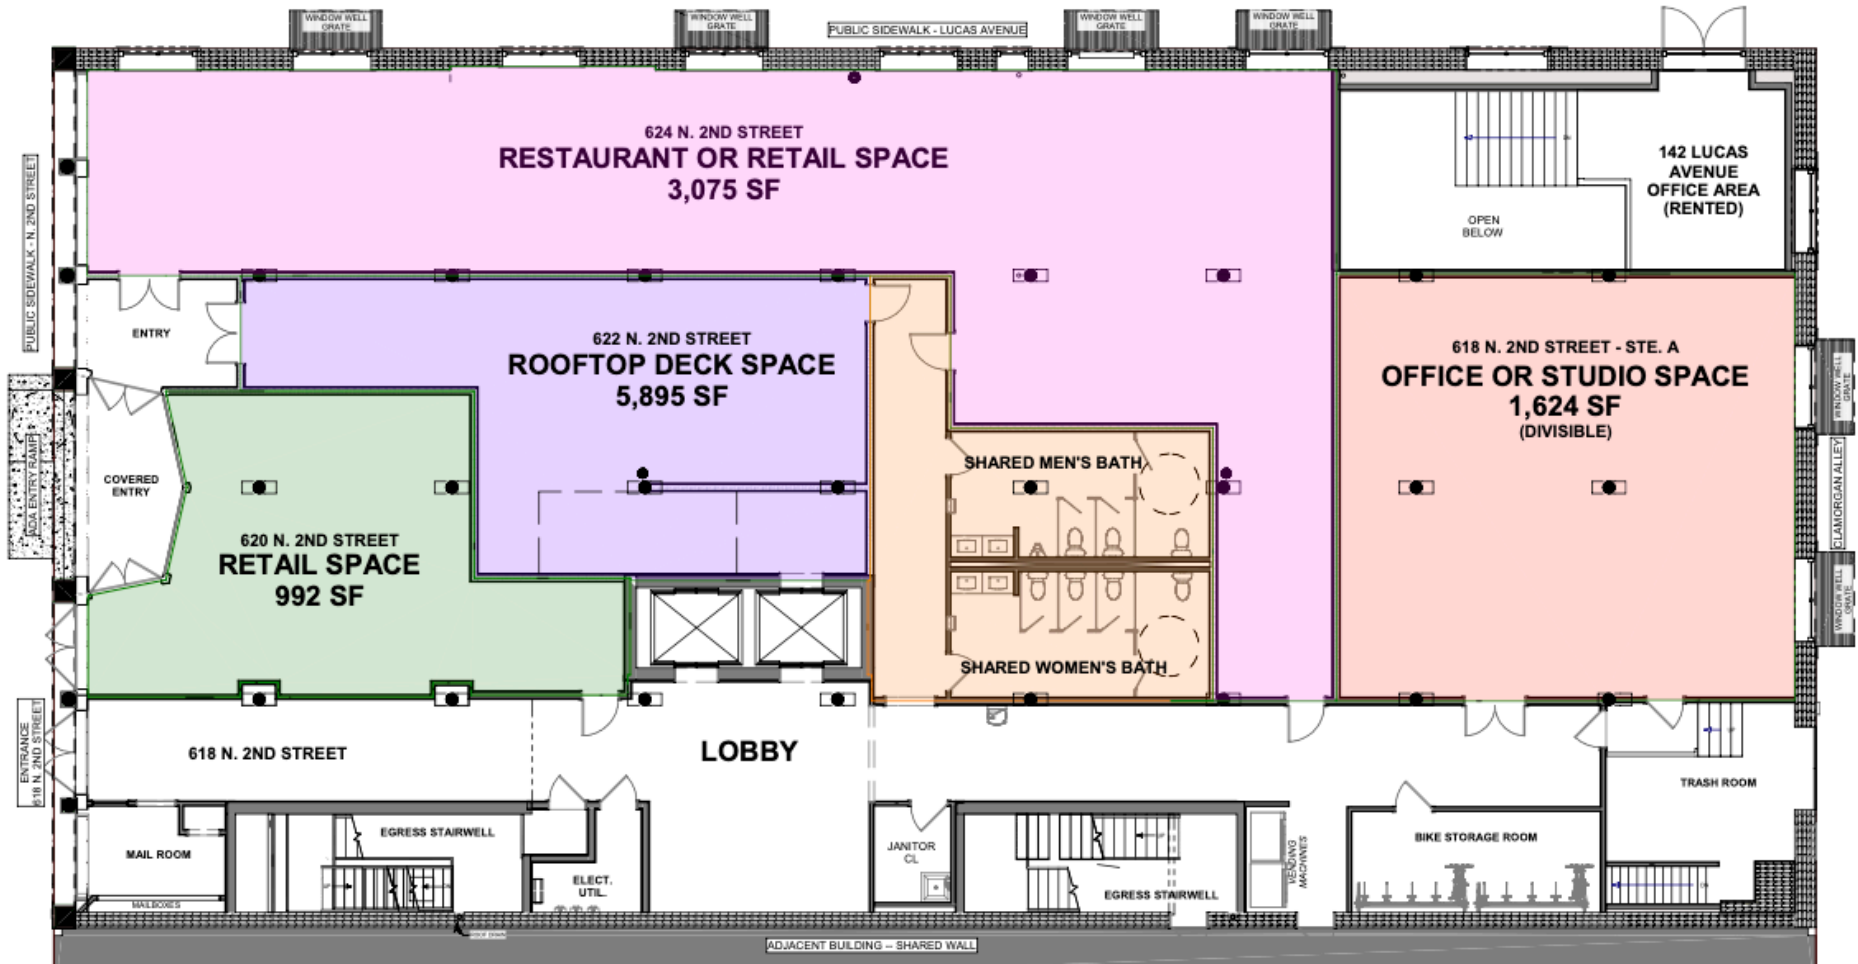 WINDOW WELL
GRATE
WINDOW WELL
GRATE
PUBLIC SIDEWALK - LUCAS AVENUE
WINDOW WELL
GRATE
WINDOW WELL
GRATE
624 N. 2ND STREET
RESTAURANT OR RETAIL SPACE
3,075 SF
142 LUCAS
AVENUE
OFFICE AREA
(RENTED)
OPEN
BELOW
PUBLIC SIDEWALK - N. 2ND STREET
ENTRY
622 N. 2ND STREET
ROOFTOP DECK SPACE
5,895 SF
618 N. 2ND STREET - STE. A
OFFICE OR STUDIO SPACE
1,624 SF
(DIVISIBLE)
WINDOW WELL
GRATE
ADA ENTRY RAMP
COVERED
ENTRY
SHARED MEN'S BATH
CLAMORGAN ALLEY
620 N. 2ND STREET
RETAIL SPACE
992 SF
WINDOW WELL
GRATE
SHARED WOMEN'S BATH
ENTRANCE
618 N. 2ND STREET
618 N. 2ND STREET
LOBBY
TRASH ROOM
MAIL ROOM
MAILBOXES
EGRESS STAIRWELL
ELECT.
UTIL.
JANITOR
CL
EGRESS STAIRWELL
VENDING
MACHINES
BIKE STORAGE ROOM
ROOF DRAIN
ADJACENT BUILDING -- SHARED WALL